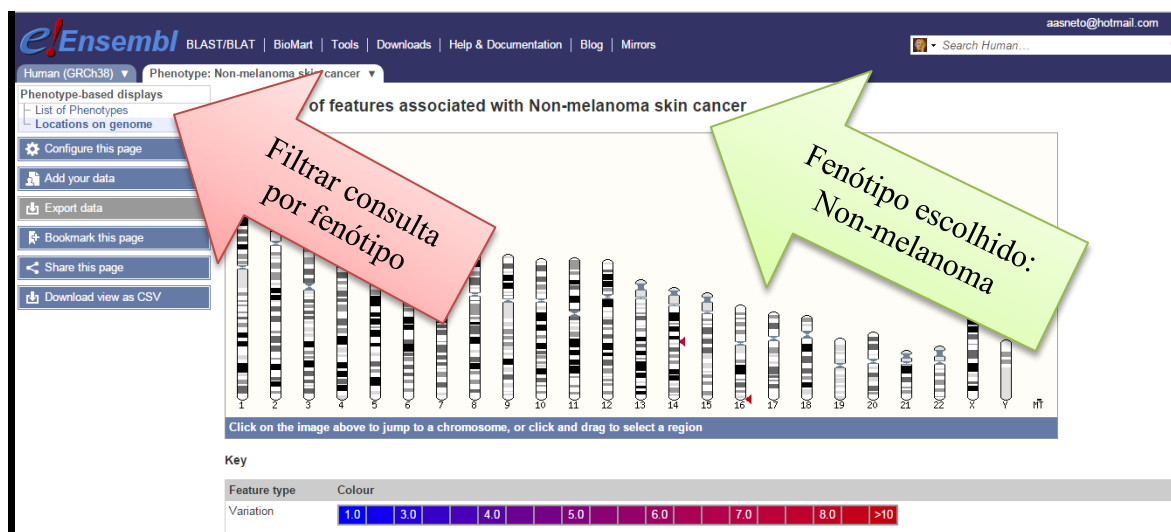 aasneto@hotmail.com
e!Ensembl BLAST/BLAT | BioMart | Tools | Downloads | Help & Documentation | Blog | Mirrors
Search Human...
Human (GRCh38) ▼ Phenotype: Non-melanoma skin cancer ▼
Phenotype-based displays
List of Phenotypes
Locations on genome
of features associated with Non-melanoma skin cancer
Configure this page
Add your data
Export data
Bookmark this page
Share this page
Download view as CSV
Filtrar consulta
por fenótipo
Fenótipo escolhido:
Non-melanoma
1 2 3 4 5 6 7 8 9 10 11 12 13 14 15 16 17 18 19 20 21 22 X Y MT
Click on the image above to jump to a chromosome, or click and drag to select a region
Key
Feature type Colour
Variation 1.0 3.0 4.0 5.0 6.0 7.0 8.0 >10